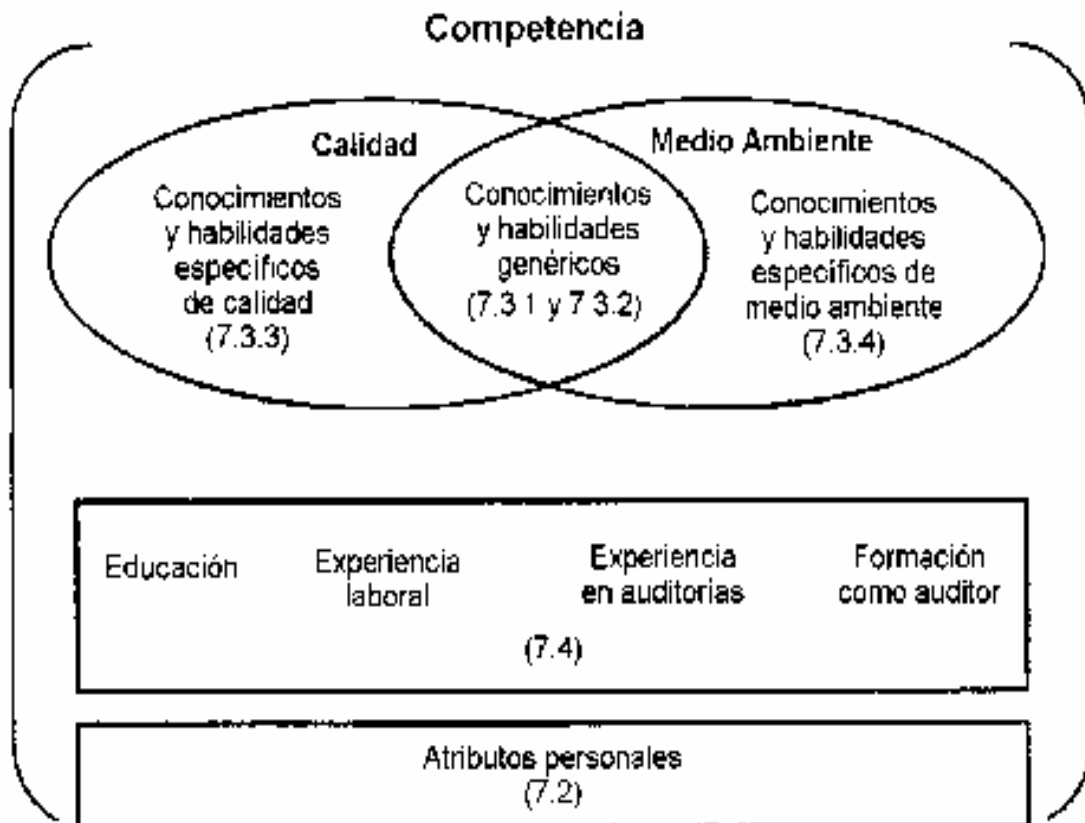 Competencia
Calidad
Medio Ambiente
Conocimientos
y habilidades
específicos
de calidad
(7.3.3)
Conocimientos
y habilidades
genéricos
(7.3 1 y 7 3.2)
Conocimientos
y habilidades
específicos de
medio ambiente
(7.3.4)
Educación
Experiencia
laboral
Experiencia
en auditorias
Formación
como auditor
(7.4)
Atributos personales
(7.2)